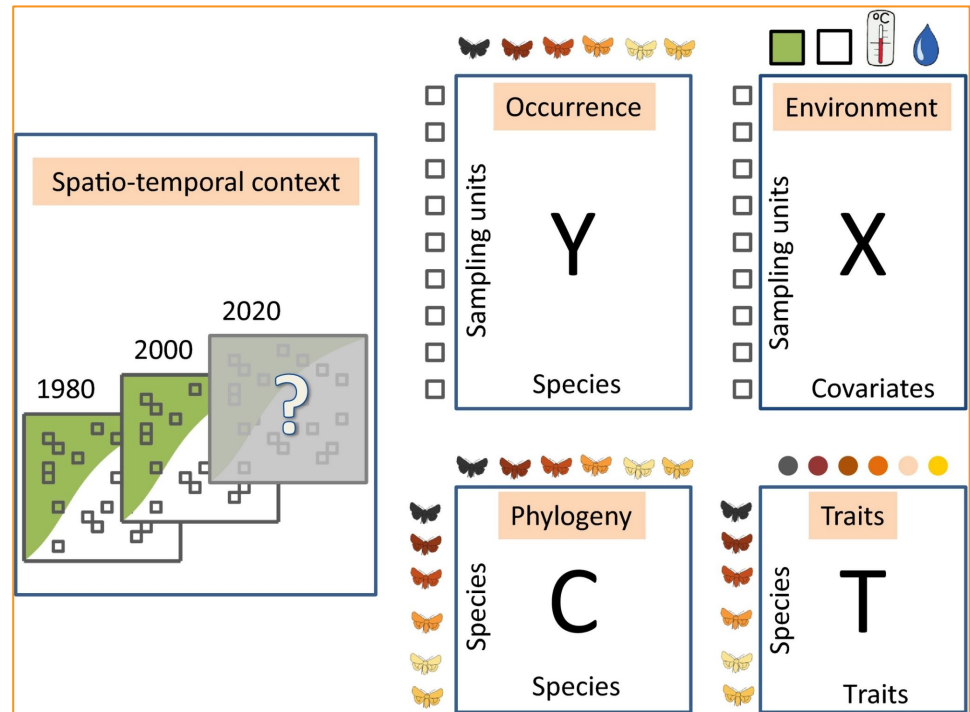 Spatio-temporal context
1980
2000
2020
?
Occurrence
Sampling units
Y
Species
°C
Environment
Sampling units
X
Covariates
Phylogeny
Species
C
Species
Traits
Species
T
Traits